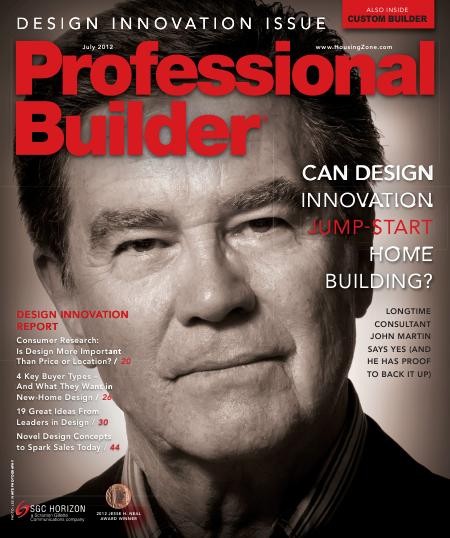 DESIGN INNOVATION ISSUE
ALSO INSIDE
CUSTOM BUILDER
July 2012
www.HousingZone.com
Professional
Builder
CAN DESIGN
INNOVATION
JUMP-START
HOME
BUILDING?
LONGTIME
CONSULTANT
JOHN MARTIN
SAYS YES (AND
HE HAS PROOF
TO BACK IT UP)
DESIGN INNOVATION
REPORT
Consumer Research:
Is Design More Important
Than Price or Location? / 20
4 Key Buyer Types –
And What They Want in
New-Home Design / 26
19 Great Ideas From
Leaders in Design / 30
Novel Design Concepts
to Spark Sales Today / 44
SGC HORIZON
a Scranton Gillette
Communications company
2012 JESSE H. NEAL
AWARD WINNER